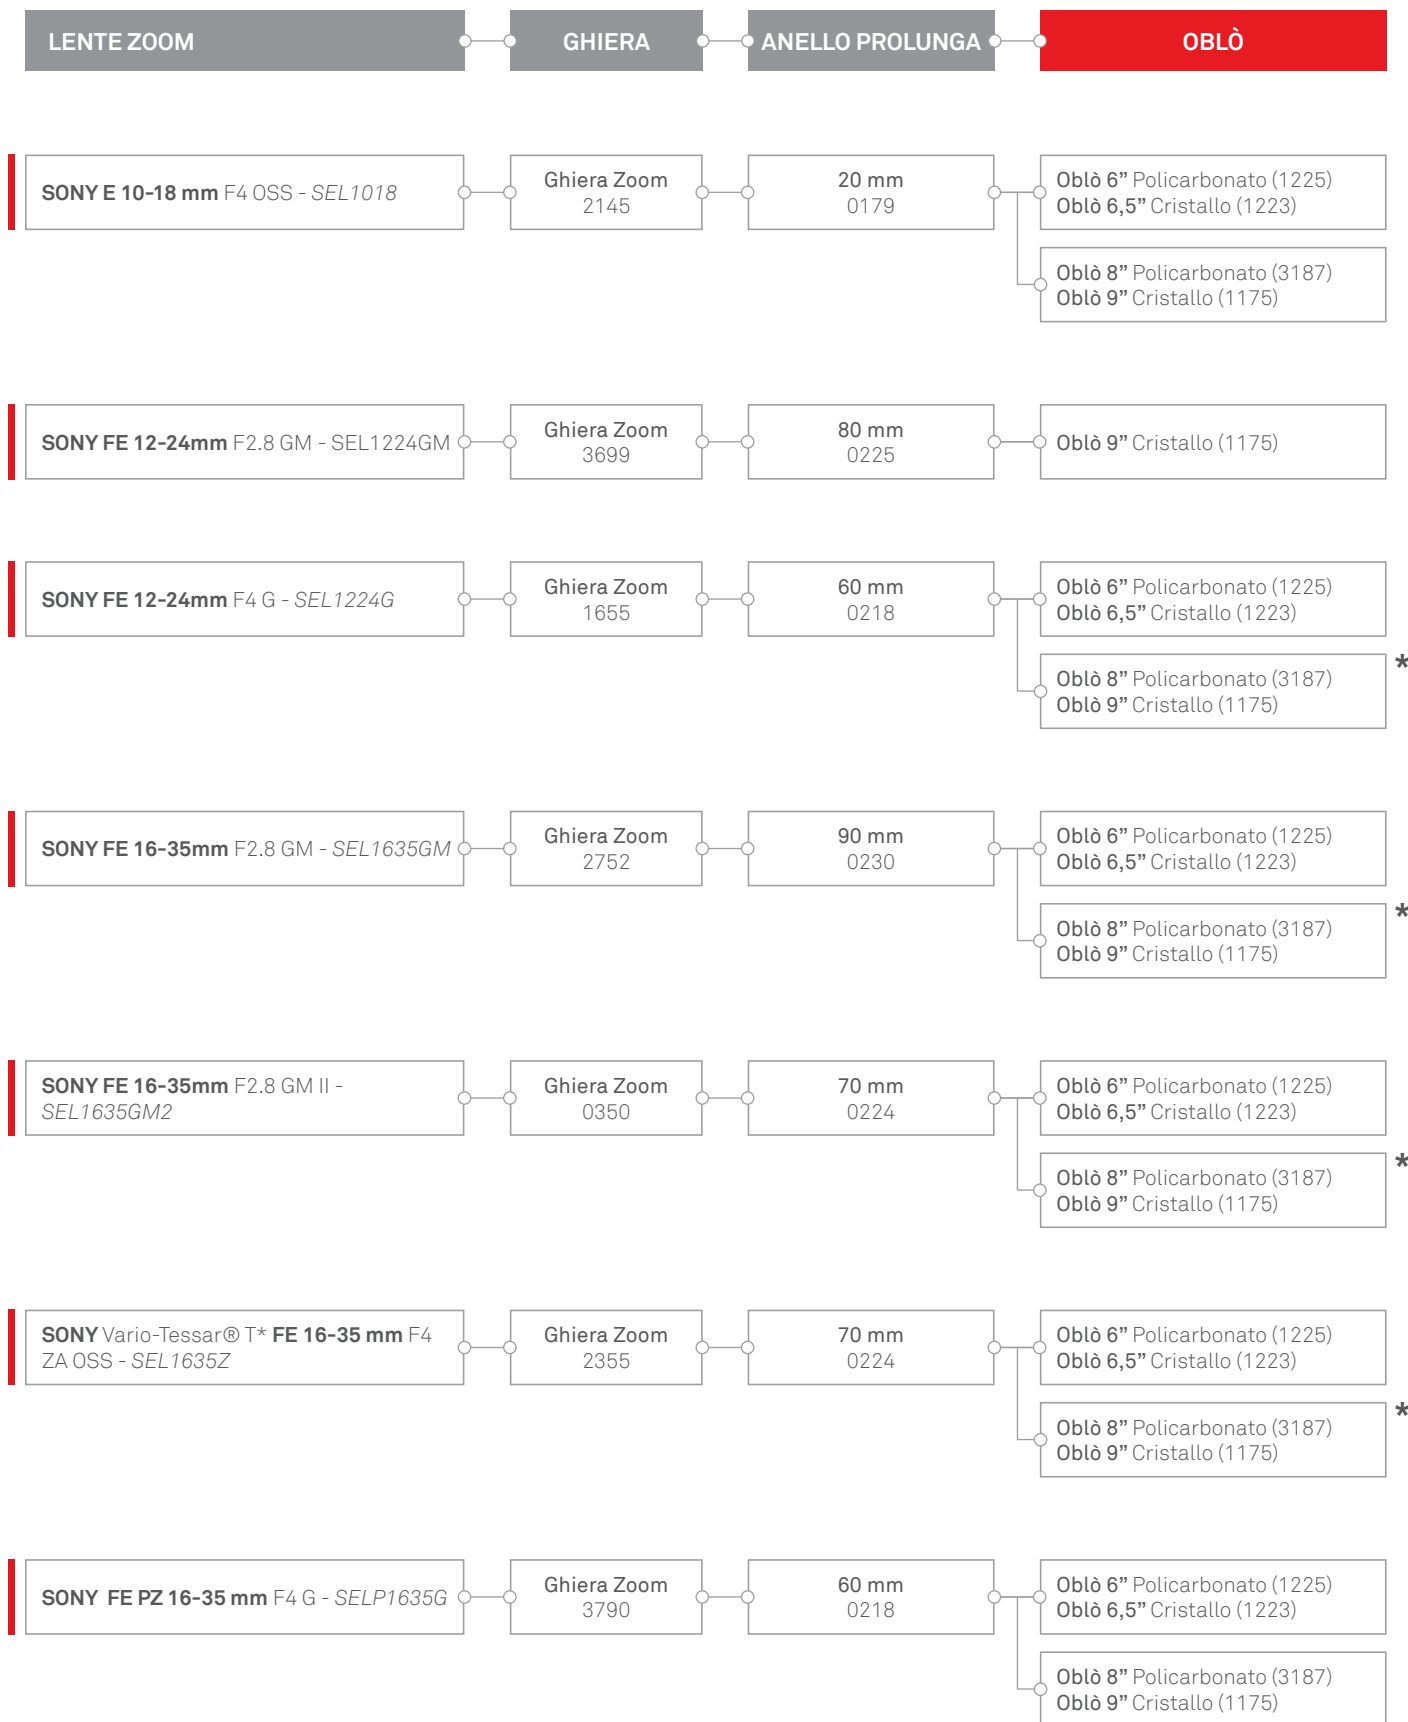 LENTE ZOOM GHIERA ANELLO PROLUNGA OBLÒ
SONY E 10-18 mm F4 OSS - SEL1018
Ghiera Zoom
2145
20 mm
0179
Oblò 6” Policarbonato (1225)
Oblò 6,5” Cristallo (1223)
Oblò 8” Policarbonato (3187)
Oblò 9” Cristallo (1175)
SONY FE 12-24mm F2.8 GM - SEL1224GM
Ghiera Zoom
3699
80 mm
0225
Oblò 9” Cristallo (1175)
SONY FE 12-24mm F4 G - SEL1224G
Ghiera Zoom
1655
60 mm
0218
Oblò 6” Policarbonato (1225)
Oblò 6,5” Cristallo (1223)
*
Oblò 8” Policarbonato (3187)
Oblò 9” Cristallo (1175)
SONY FE 16-35mm F2.8 GM - SEL1635GM
Ghiera Zoom
2752
90 mm
0230
Oblò 6” Policarbonato (1225)
Oblò 6,5” Cristallo (1223)
*
Oblò 8” Policarbonato (3187)
Oblò 9” Cristallo (1175)
SONY FE 16-35mm F2.8 GM II -
SEL1635GM2
Ghiera Zoom
0350
70 mm
0224
Oblò 6” Policarbonato (1225)
Oblò 6,5” Cristallo (1223)
*
Oblò 8” Policarbonato (3187)
Oblò 9” Cristallo (1175)
SONY Vario-Tessar® T* FE 16-35 mm F4
ZA OSS - SEL1635Z
Ghiera Zoom
2355
70 mm
0224
Oblò 6” Policarbonato (1225)
Oblò 6,5” Cristallo (1223)
*
Oblò 8” Policarbonato (3187)
Oblò 9” Cristallo (1175)
SONY FE PZ 16-35 mm F4 G - SELP1635G
Ghiera Zoom
3790
60 mm
0218
Oblò 6” Policarbonato (1225)
Oblò 6,5” Cristallo (1223)
Oblò 8” Policarbonato (3187)
Oblò 9” Cristallo (1175)